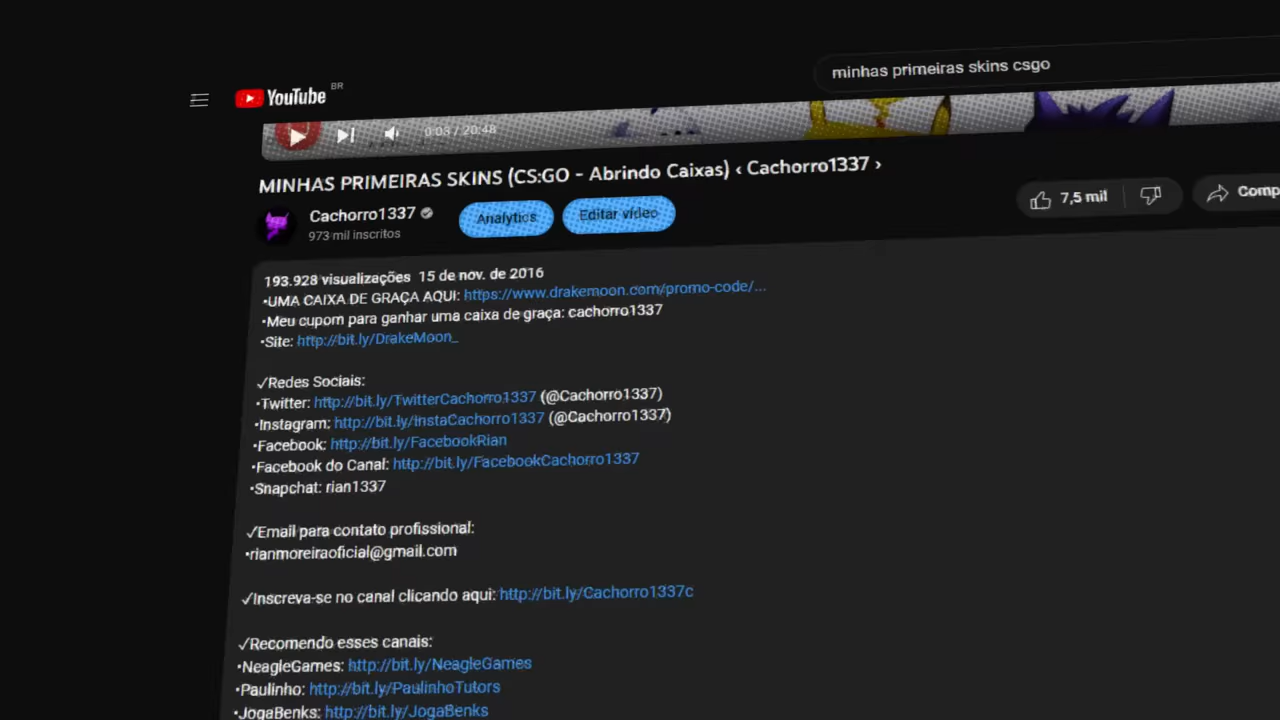 YouTube BR
minhas primeiras skins csgo
0:03 / 20:48
MINHAS PRIMEIRAS SKINS (CS:GO - Abrindo Caixas) ‹ Cachorro1337 ›
Cachorro1337
973 mil inscritos
Analytics
Editar vídeo
7,5 mil
Comp
193.928 visualizações 15 de nov. de 2016
•UMA CAIXA DE GRAÇA AQUI: https://www.drakemoon.com/promo-code/...
•Meu cupom para ganhar uma caixa de graça: cachorro1337
•Site: http://bit.ly/DrakeMoon_
✓Redes Sociais:
•Twitter: http://bit.ly/TwitterCachorro1337 (@Cachorro1337)
•Instagram: http://bit.ly/InstaCachorro1337 (@Cachorro1337)
•Facebook: http://bit.ly/FacebookRian
•Facebook do Canal: http://bit.ly/FacebookCachorro1337
•Snapchat: rian1337
✓Email para contato profissional:
•rianmoreiraoficial@gmail.com
✓Inscreva-se no canal clicando aqui: http://bit.ly/Cachorro1337c
✓Recomendo esses canais:
•NeagleGames: http://bit.ly/NeagleGames
•Paulinho: http://bit.ly/PaulinhoTutors
•JogaBenks: http://bit.ly/JogaBenks